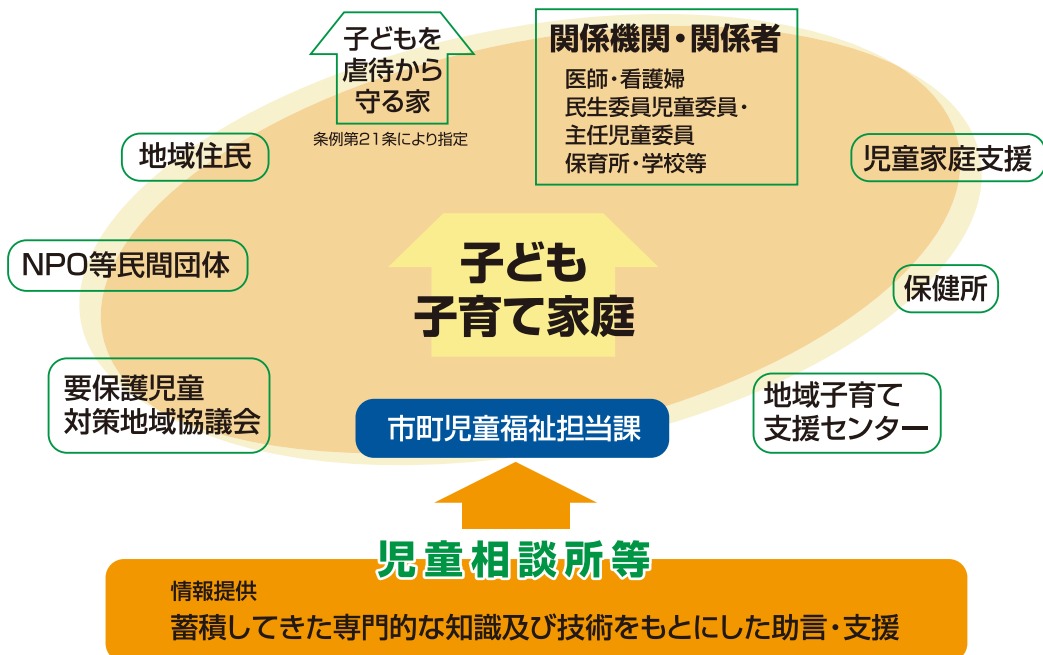 子どもを
虐待から
守る家
条例第21条により指定
関係機関・関係者
医師・看護婦
民生委員児童委員・
主任児童委員
保育所・学校等
地域住民
児童家庭支援
NPO等民間団体
子ども
子育て家庭
保健所
要保護児童
対策地域協議会
市町児童福祉担当課
地域子育て
支援センター
児童相談所等
情報提供
蓄積してきた専門的な知識及び技術をもとにした助言・支援